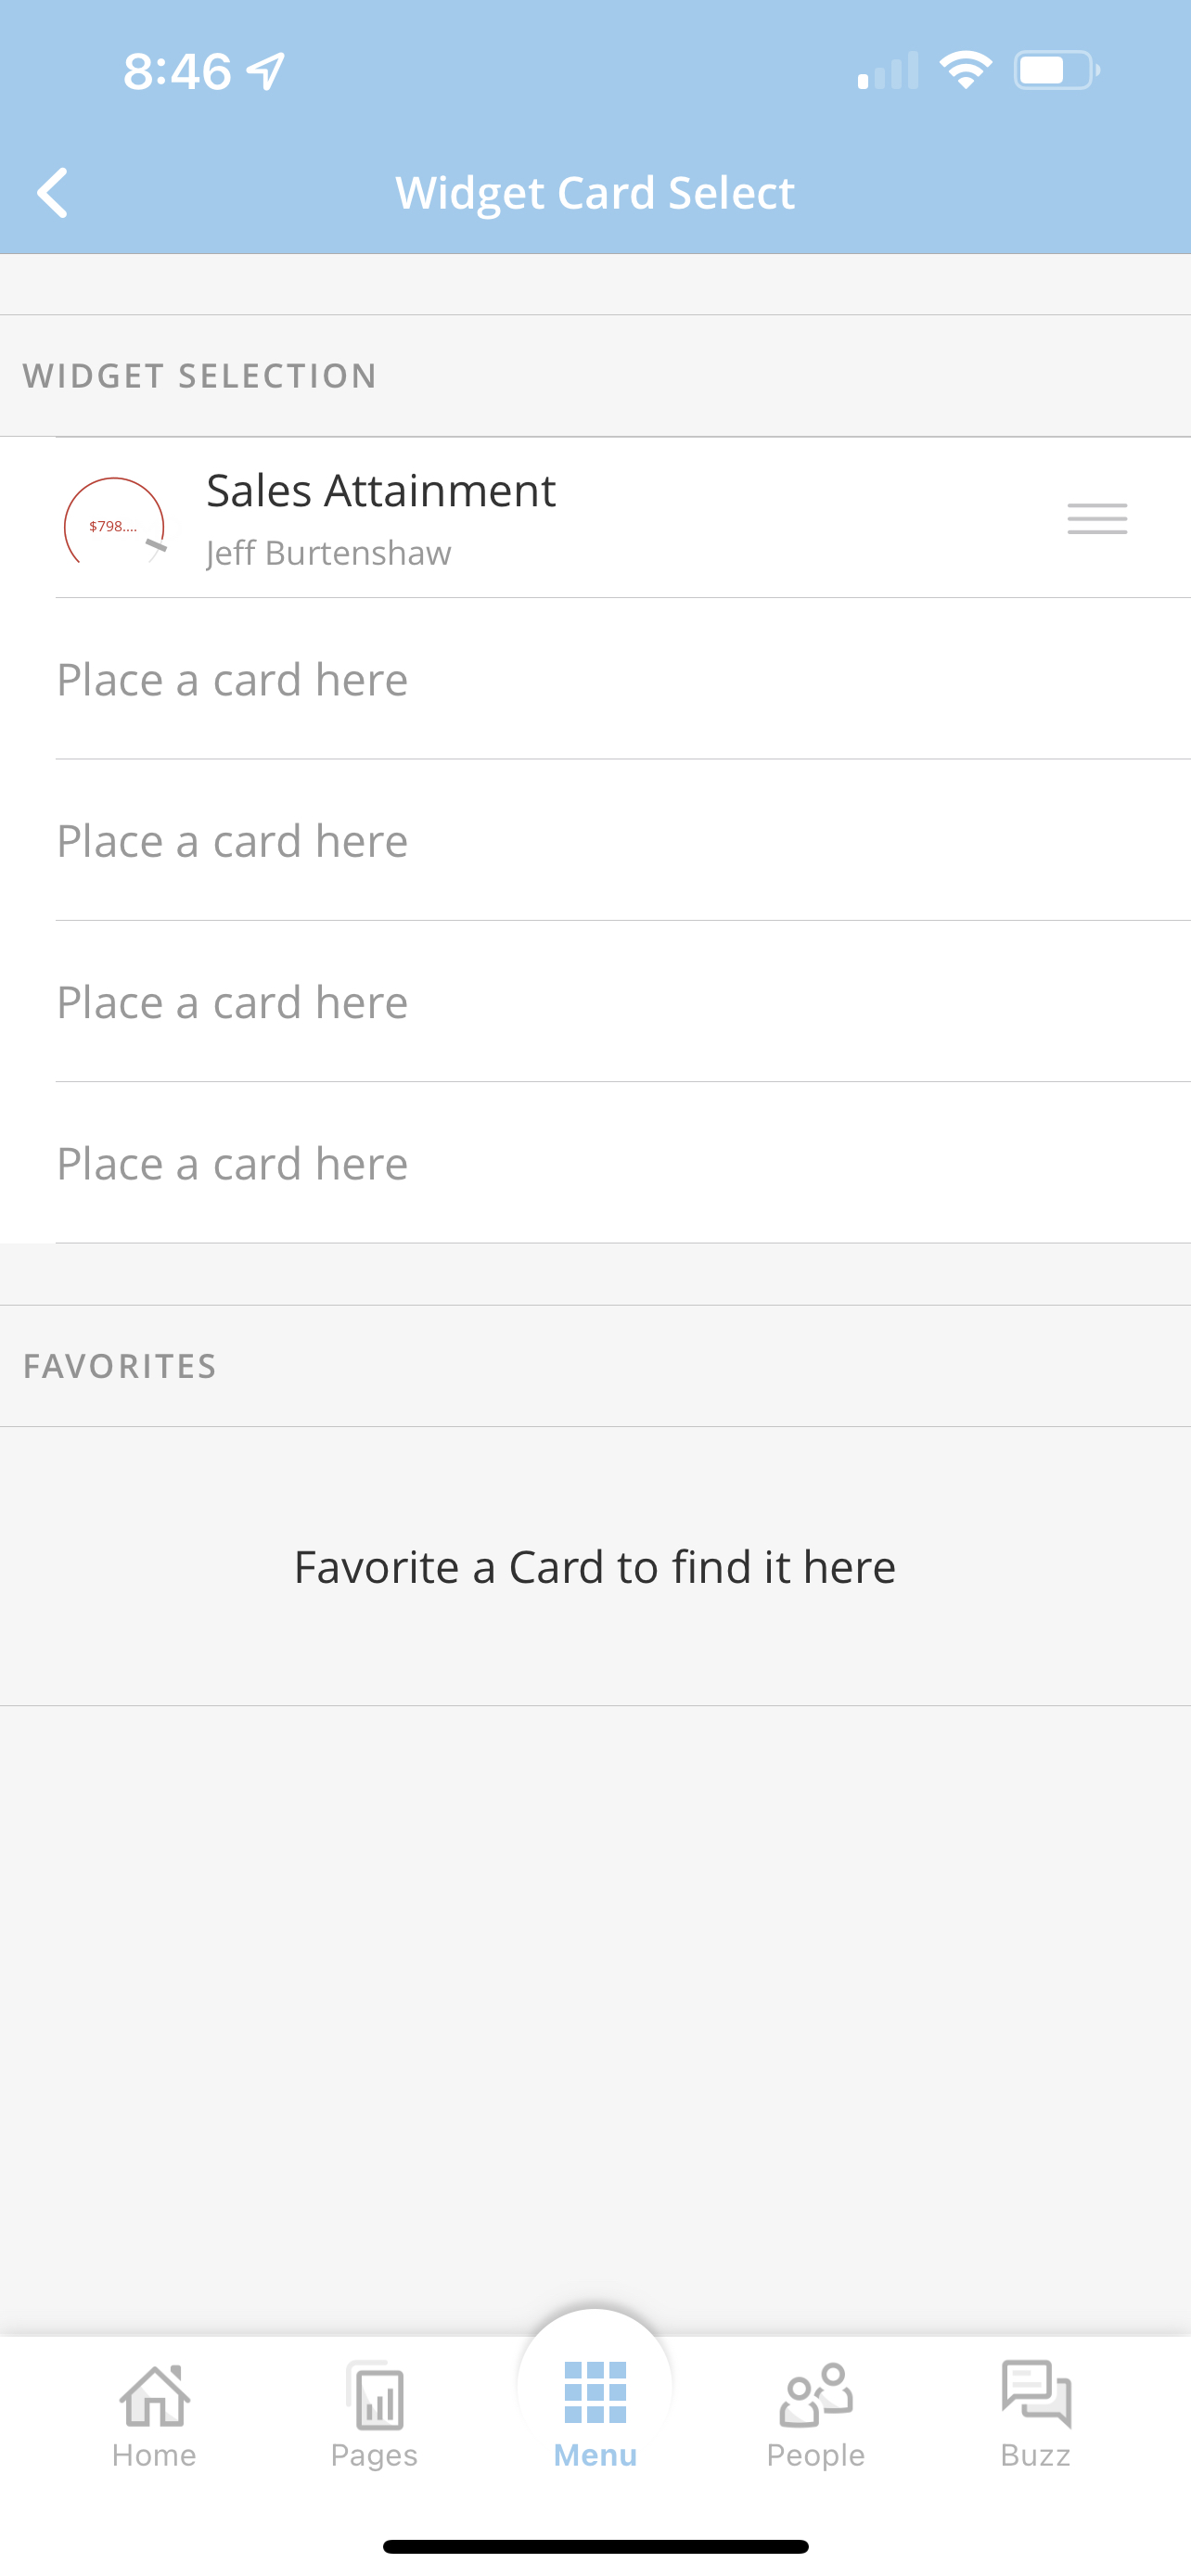 8:46
Widget Card Select
WIDGET SELECTION
$798....
Sales Attainment
Jeff Burtenshaw
Place a card here
Place a card here
Place a card here
Place a card here
FAVORITES
Favorite a Card to find it here
Home
Pages
Menu
People
Buzz